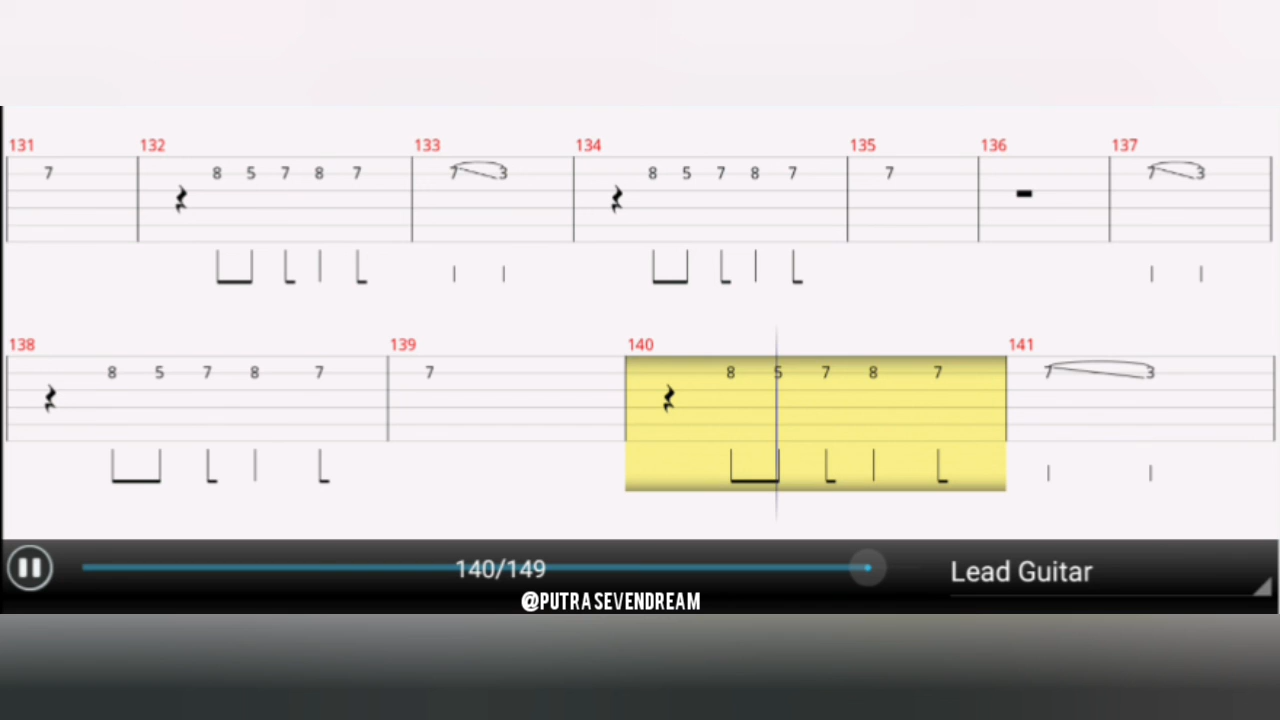 131 132 133 134 135 136 137
7 8 5 7 8 7 7 3 8 5 7 8 7 7 7 3
138 139 140 141
8 5 7 8 7 7 8 5 7 8 7 7 3
140/149 Lead Guitar
@PUTRASEVENDREAM